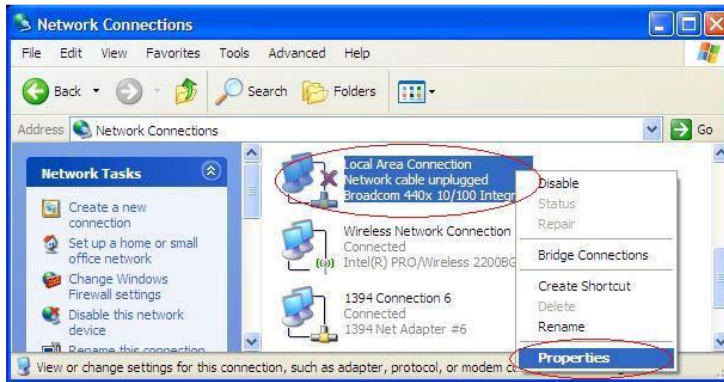 Network Connections
File Edit View Favorites Tools Advanced Help
Back Search Folders
Address Network Connections Go
Network Tasks
Create a new
connection
Set up a home or small
office network
Change Windows
Firewall settings
Disable this network
device
Rename this connection
Local Area Connection
Network cable unplugged
Broadcom 440x 10/100 Integr
Wireless Network Connection
Connected
Intel(R) PRO/Wireless 2200BG
1394 Connection 6
Connected
1394 Net Adapter #6
Disable
Status
Repair
Bridge Connections
Create Shortcut
Delete
Rename
Properties
View or change settings for this connection, such as adapter, protocol, or modem